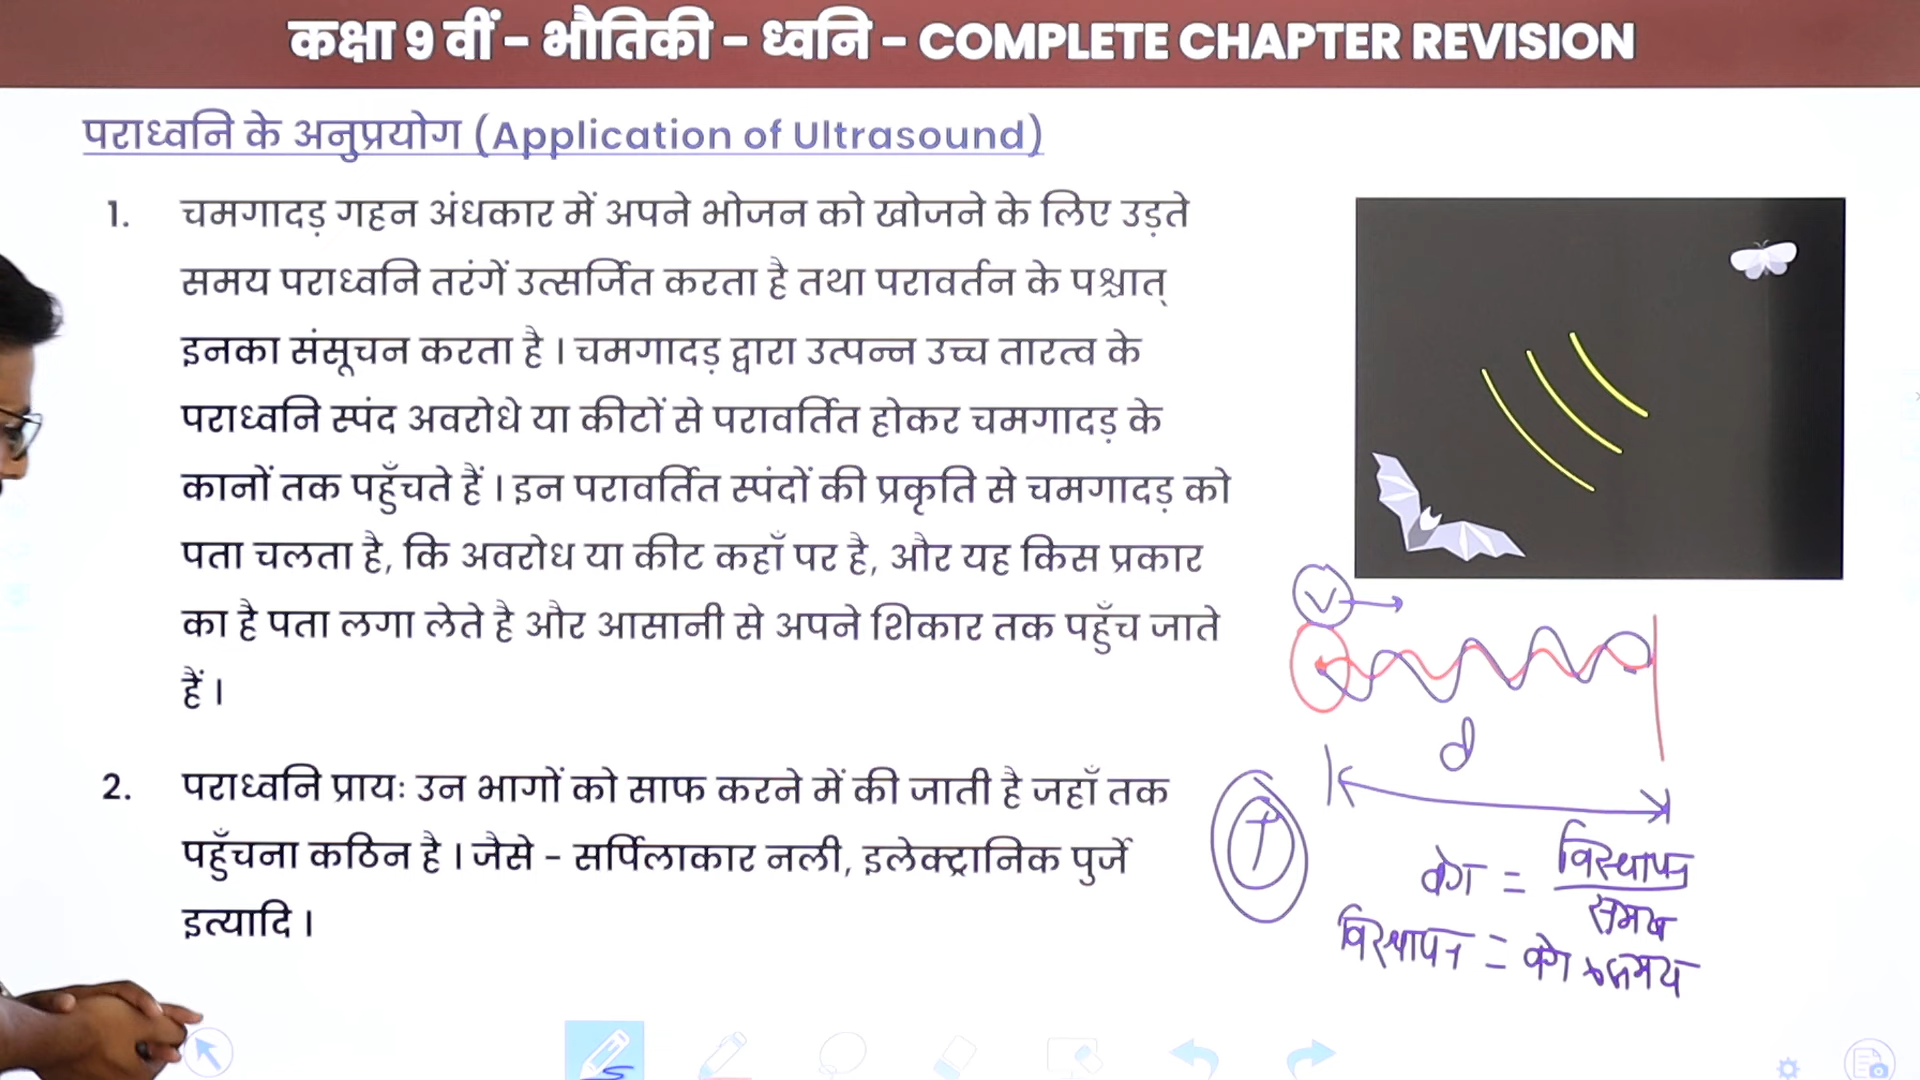 कक्षा 9 वीं - भौतिकी - ध्वनि - COMPLETE CHAPTER REVISION
पराध्वनि के अनुप्रयोग (Application of Ultrasound)
1. चमगादड़ गहन अंधकार में अपने भोजन को खोजने के लिए उड़ते
समय पराध्वनि तरंगें उत्सर्जित करता है तथा परावर्तन के पश्चात्
इनका संसूचन करता है । चमगादड़ द्वारा उत्पन्न उच्च तारत्व के
पराध्वनि स्पंद अवरोधे या कीटों से परावर्तित होकर चमगादड़ के
कानों तक पहुँचते हैं । इन परावर्तित स्पंदों की प्रकृति से चमगादड़ को
पता चलता है, कि अवरोध या कीट कहाँ पर है, और यह किस प्रकार
का है पता लगा लेते है और आसानी से अपने शिकार तक पहुँच जाते
हैं ।
2. पराध्वनि प्रायः उन भागों को साफ करने में की जाती है जहाँ तक
पहुँचना कठिन है । जैसे - सर्पिलाकार नली, इलेक्ट्रानिक पुर्जे
इत्यादि ।
V
d
T
वेग = विस्थापन
समय
विस्थापन = वेग × समय